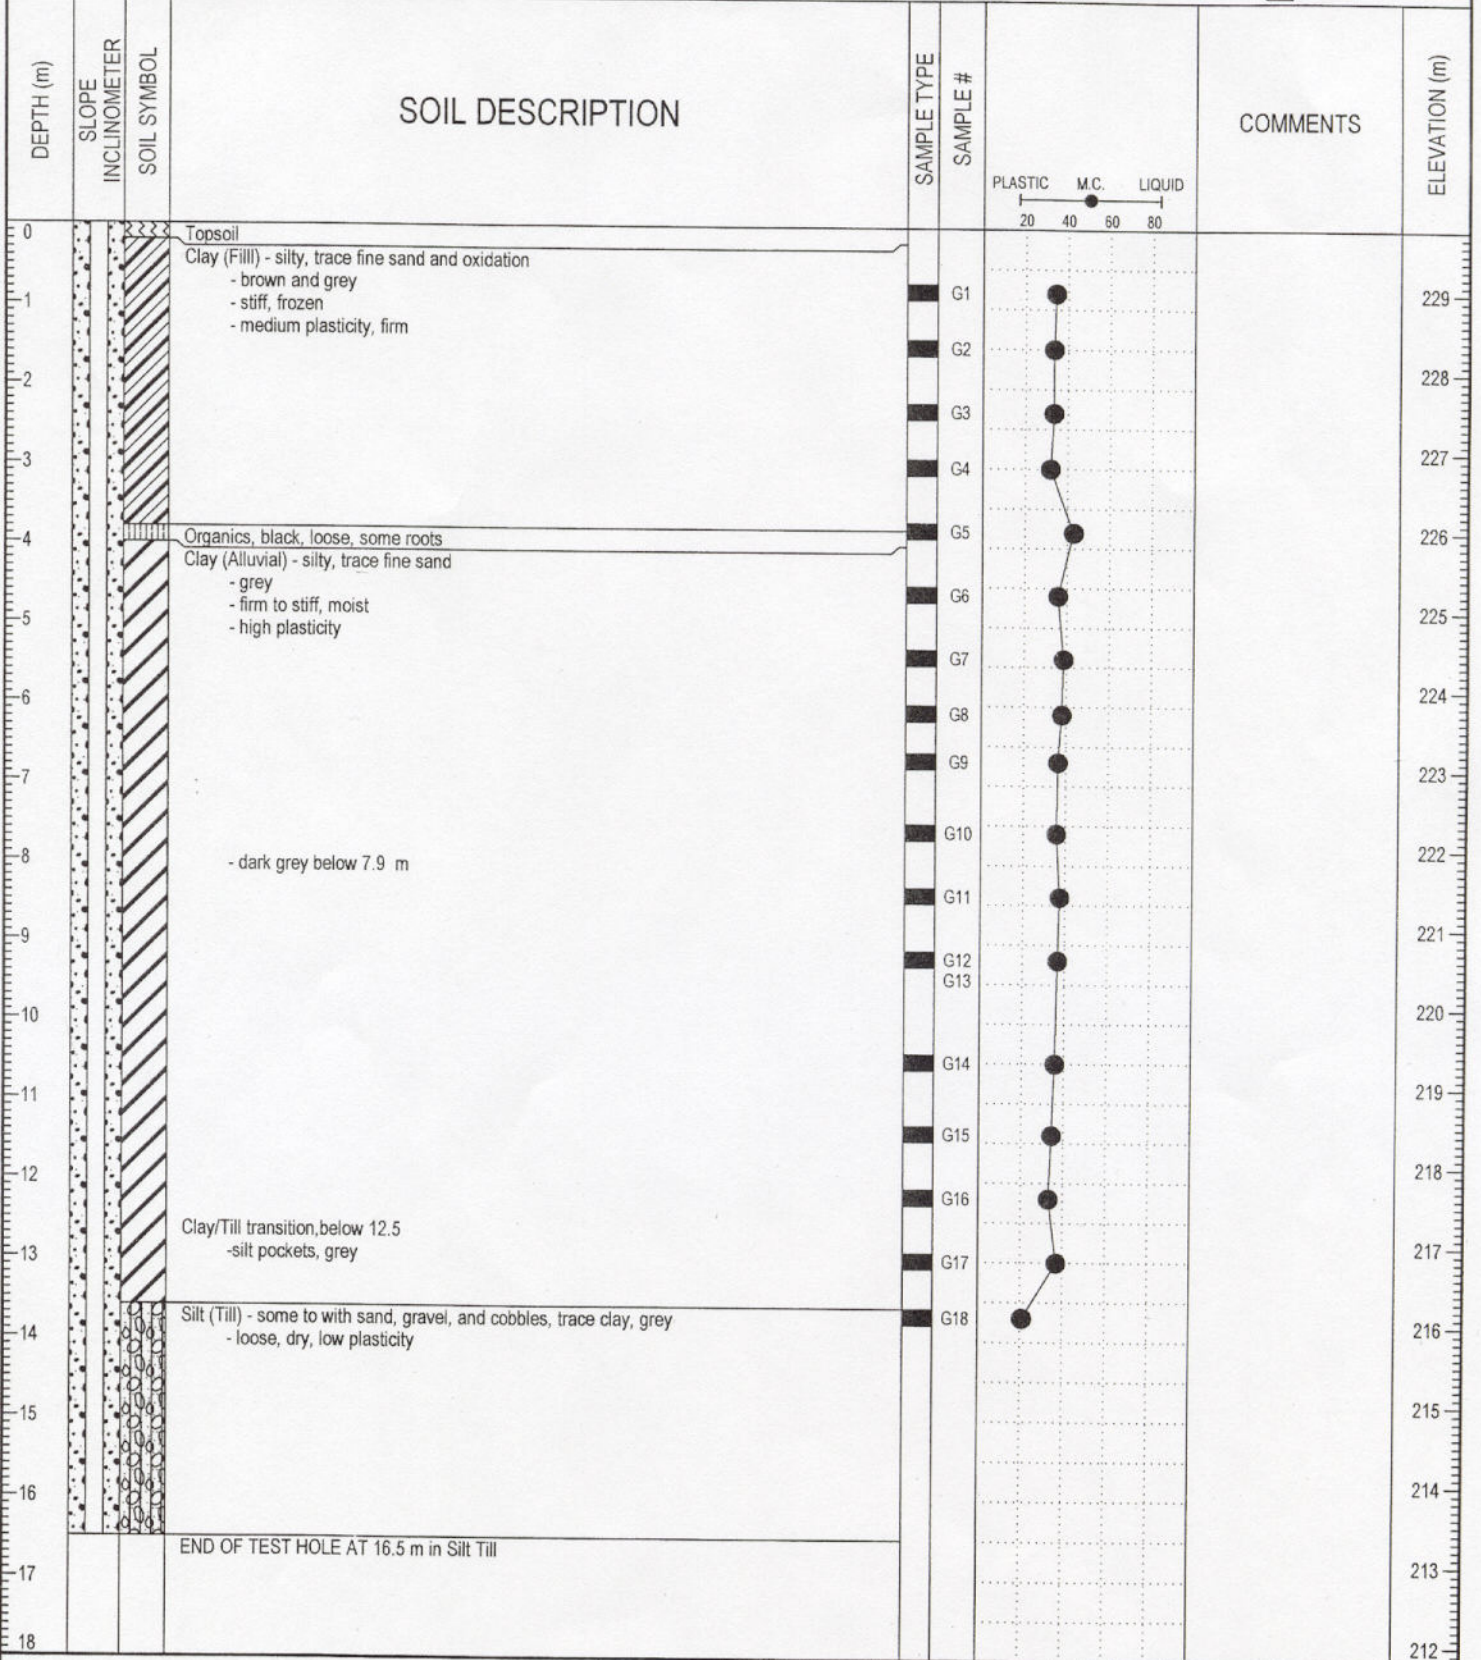 DEPTH (m)
SLOPE
INCLINOMETER
SOIL SYMBOL
SOIL DESCRIPTION
SAMPLE TYPE
SAMPLE #
PLASTIC M.C. LIQUID
20 40 60 80
COMMENTS
ELEVATION (m)
0
Topsoil
Clay (Filll) - silty, trace fine sand and oxidation
- brown and grey
1
- stiff, frozen
G1
229
- medium plasticity, firm
G2
2
228
G3
3
G4
227
Organics, black, loose, some roots
G5
4
226
Clay (Alluvial) - silty, trace fine sand
- grey
G6
- firm to stiff, moist
5
225
- high plasticity
G7
6
224
G8
G9
7
223
G10
8
- dark grey below 7.9 m
222
G11
9
221
G12
G13
10
220
G14
11
219
G15
12
218
G16
Clay/Till transition,below 12.5
-silt pockets, grey
13
217
G17
Silt (Till) - some to with sand, gravel, and cobbles, trace clay, grey
G18
- loose, dry, low plasticity
14
216
15
215
16
214
END OF TEST HOLE AT 16.5 m in Silt Till
17
213
18
212